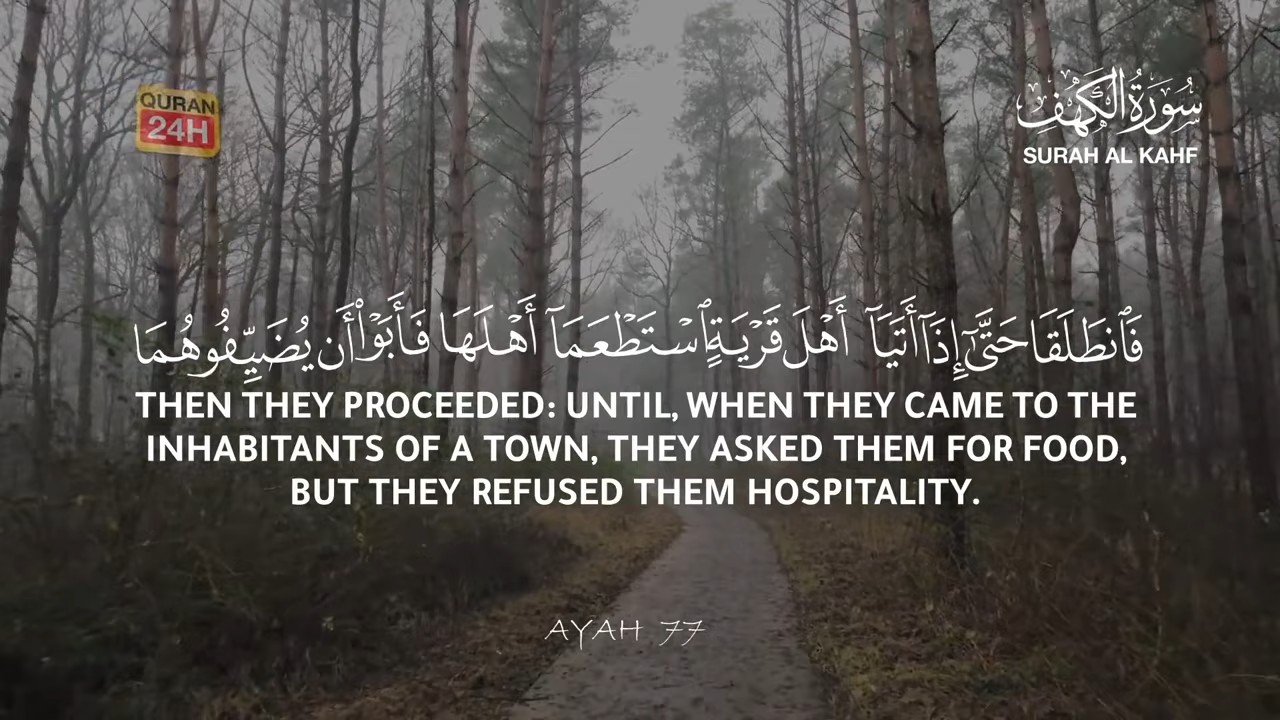 QURAN
24H
سُورَةُ الكَهْفِ
SURAH AL KAHF
فَٱنطَلَقَا حَتَّىٰٓ إِذَآ أَتَيَآ أَهْلَ قَرْيَةٍ ٱسْتَطْعَمَآ أَهْلَهَا فَأَبَوْا۟ أَن يُضَيِّفُوهُمَا
THEN THEY PROCEEDED: UNTIL, WHEN THEY CAME TO THE
INHABITANTS OF A TOWN, THEY ASKED THEM FOR FOOD,
BUT THEY REFUSED THEM HOSPITALITY.
AYAH 77